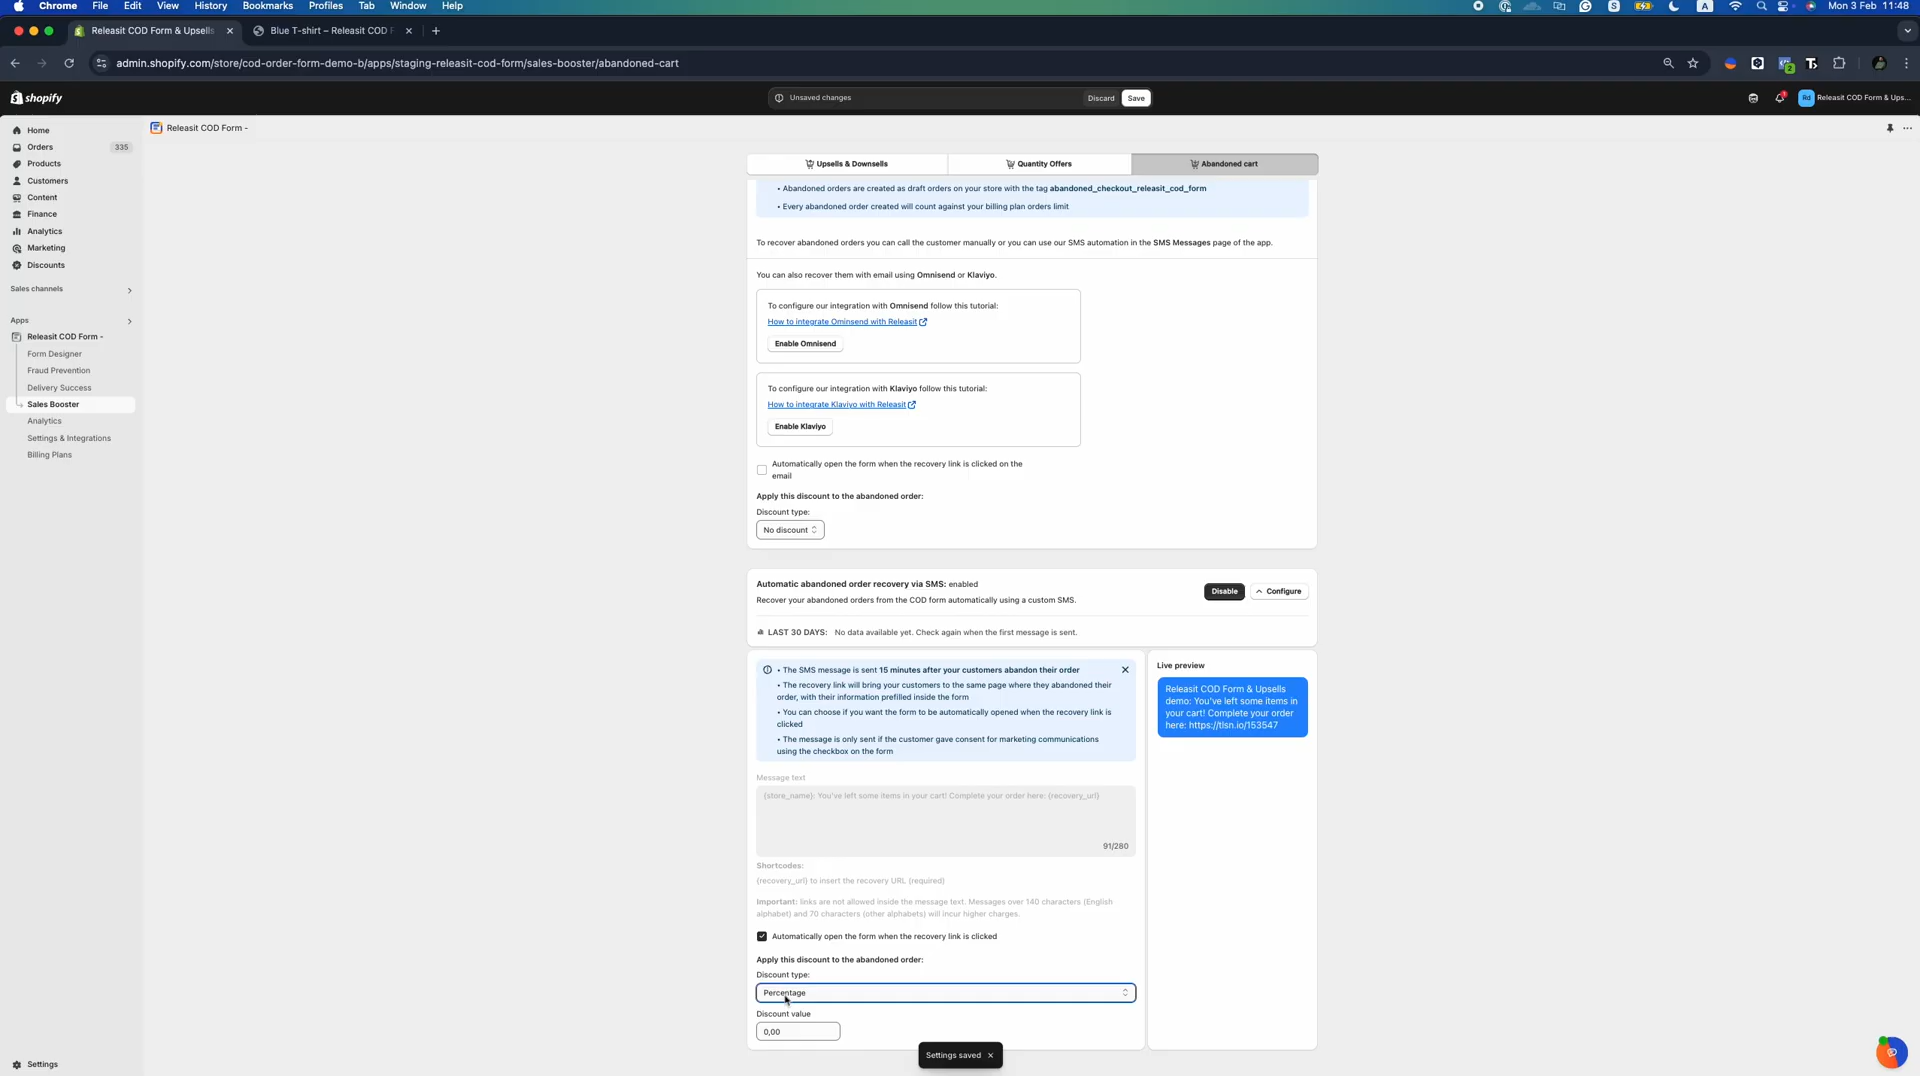 Chrome File Edit View History Bookmarks Profiles Tab Window Help
S A Mon 3 Feb 11:48
Releasit COD Form & Upsells × Blue T-shirt – Releasit COD F × +
admin.shopify.com/store/cod-order-form-demo-b/apps/staging-releasit-cod-form/sales-booster/abandoned-cart
2
shopify
Unsaved changes Discard Save
Rd Releasit COD Form & Ups...
Home
Orders 335
Products
Customers
Content
Finance
Analytics
Marketing
Discounts
Sales channels
Apps
Releasit COD Form -
Form Designer
Fraud Prevention
Delivery Success
Sales Booster
Analytics
Settings & Integrations
Billing Plans
Settings
Releasit COD Form -
Upsells & Downsells Quantity Offers Abandoned cart
• Abandoned orders are created as draft orders on your store with the tag abandoned_checkout_releasit_cod_form
• Every abandoned order created will count against your billing plan orders limit
To recover abandoned orders you can call the customer manually or you can use our SMS automation in the SMS Messages page of the app.
You can also recover them with email using Omnisend or Klaviyo.
To configure our integration with Omnisend follow this tutorial:
How to integrate Ominsend with Releasit
Enable Omnisend
To configure our integration with Klaviyo follow this tutorial:
How to integrate Klaviyo with Releasit
Enable Klaviyo
Automatically open the form when the recovery link is clicked on the
email
Apply this discount to the abandoned order:
Discount type:
No discount
Automatic abandoned order recovery via SMS: enabled
Recover your abandoned orders from the COD form automatically using a custom SMS.
Disable Configure
LAST 30 DAYS: No data available yet. Check again when the first message is sent.
• The SMS message is sent 15 minutes after your customers abandon their order
• The recovery link will bring your customers to the same page where they abandoned their
order, with their information prefilled inside the form
• You can choose if you want the form to be automatically opened when the recovery link is
clicked
• The message is only sent if the customer gave consent for marketing communications
using the checkbox on the form
Message text
{store_name}: You've left some items in your cart! Complete your order here: {recovery_url}
91/280
Shortcodes:
{recovery_url} to insert the recovery URL (required)
Important: links are not allowed inside the message text. Messages over 140 characters (English
alphabet) and 70 characters (other alphabets) will incur higher charges.
Automatically open the form when the recovery link is clicked
Apply this discount to the abandoned order:
Discount type:
Percentage
Discount value
0,00
Live preview
Releasit COD Form & Upsells
demo: You've left some items in
your cart! Complete your order
here: https://tlsn.io/153547
Settings saved ×